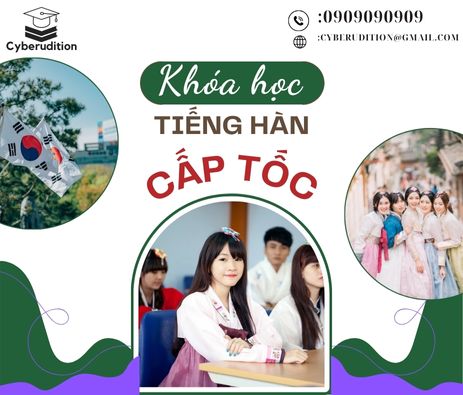 Cyberudition
:0909090909
:CYBERUDITION@GMAIL.COM
Khóa học
TIẾNG HÀN
CẤP TỐC